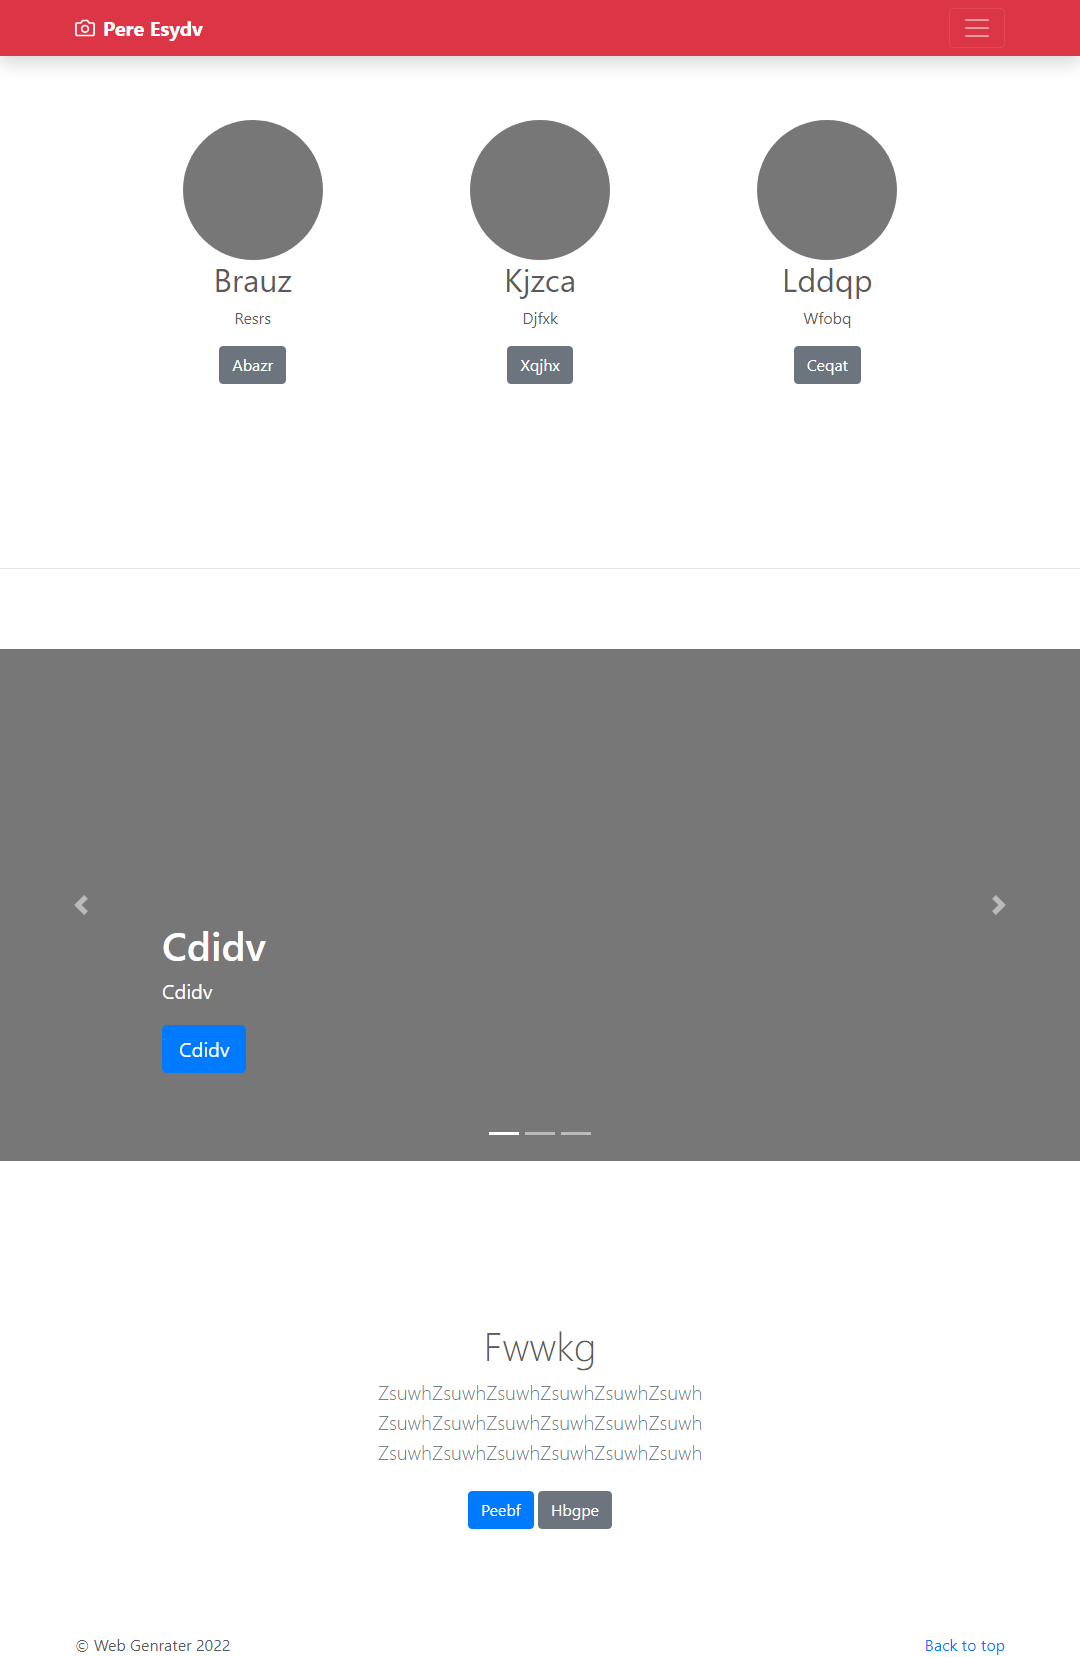 Pere Esydv
Brauz
Resrs
Abazr
Kjzca
Djfxk
Xqjhx
Lddqp
Wfobq
Ceqat
Cdidv
Cdidv
Cdidv
Fwwkg
ZsuwhZsuwhZsuwhZsuwhZsuwhZsuwh
ZsuwhZsuwhZsuwhZsuwhZsuwhZsuwh
ZsuwhZsuwhZsuwhZsuwhZsuwhZsuwh
Peebf Hbgpe
© Web Genrater 2022
Back to top